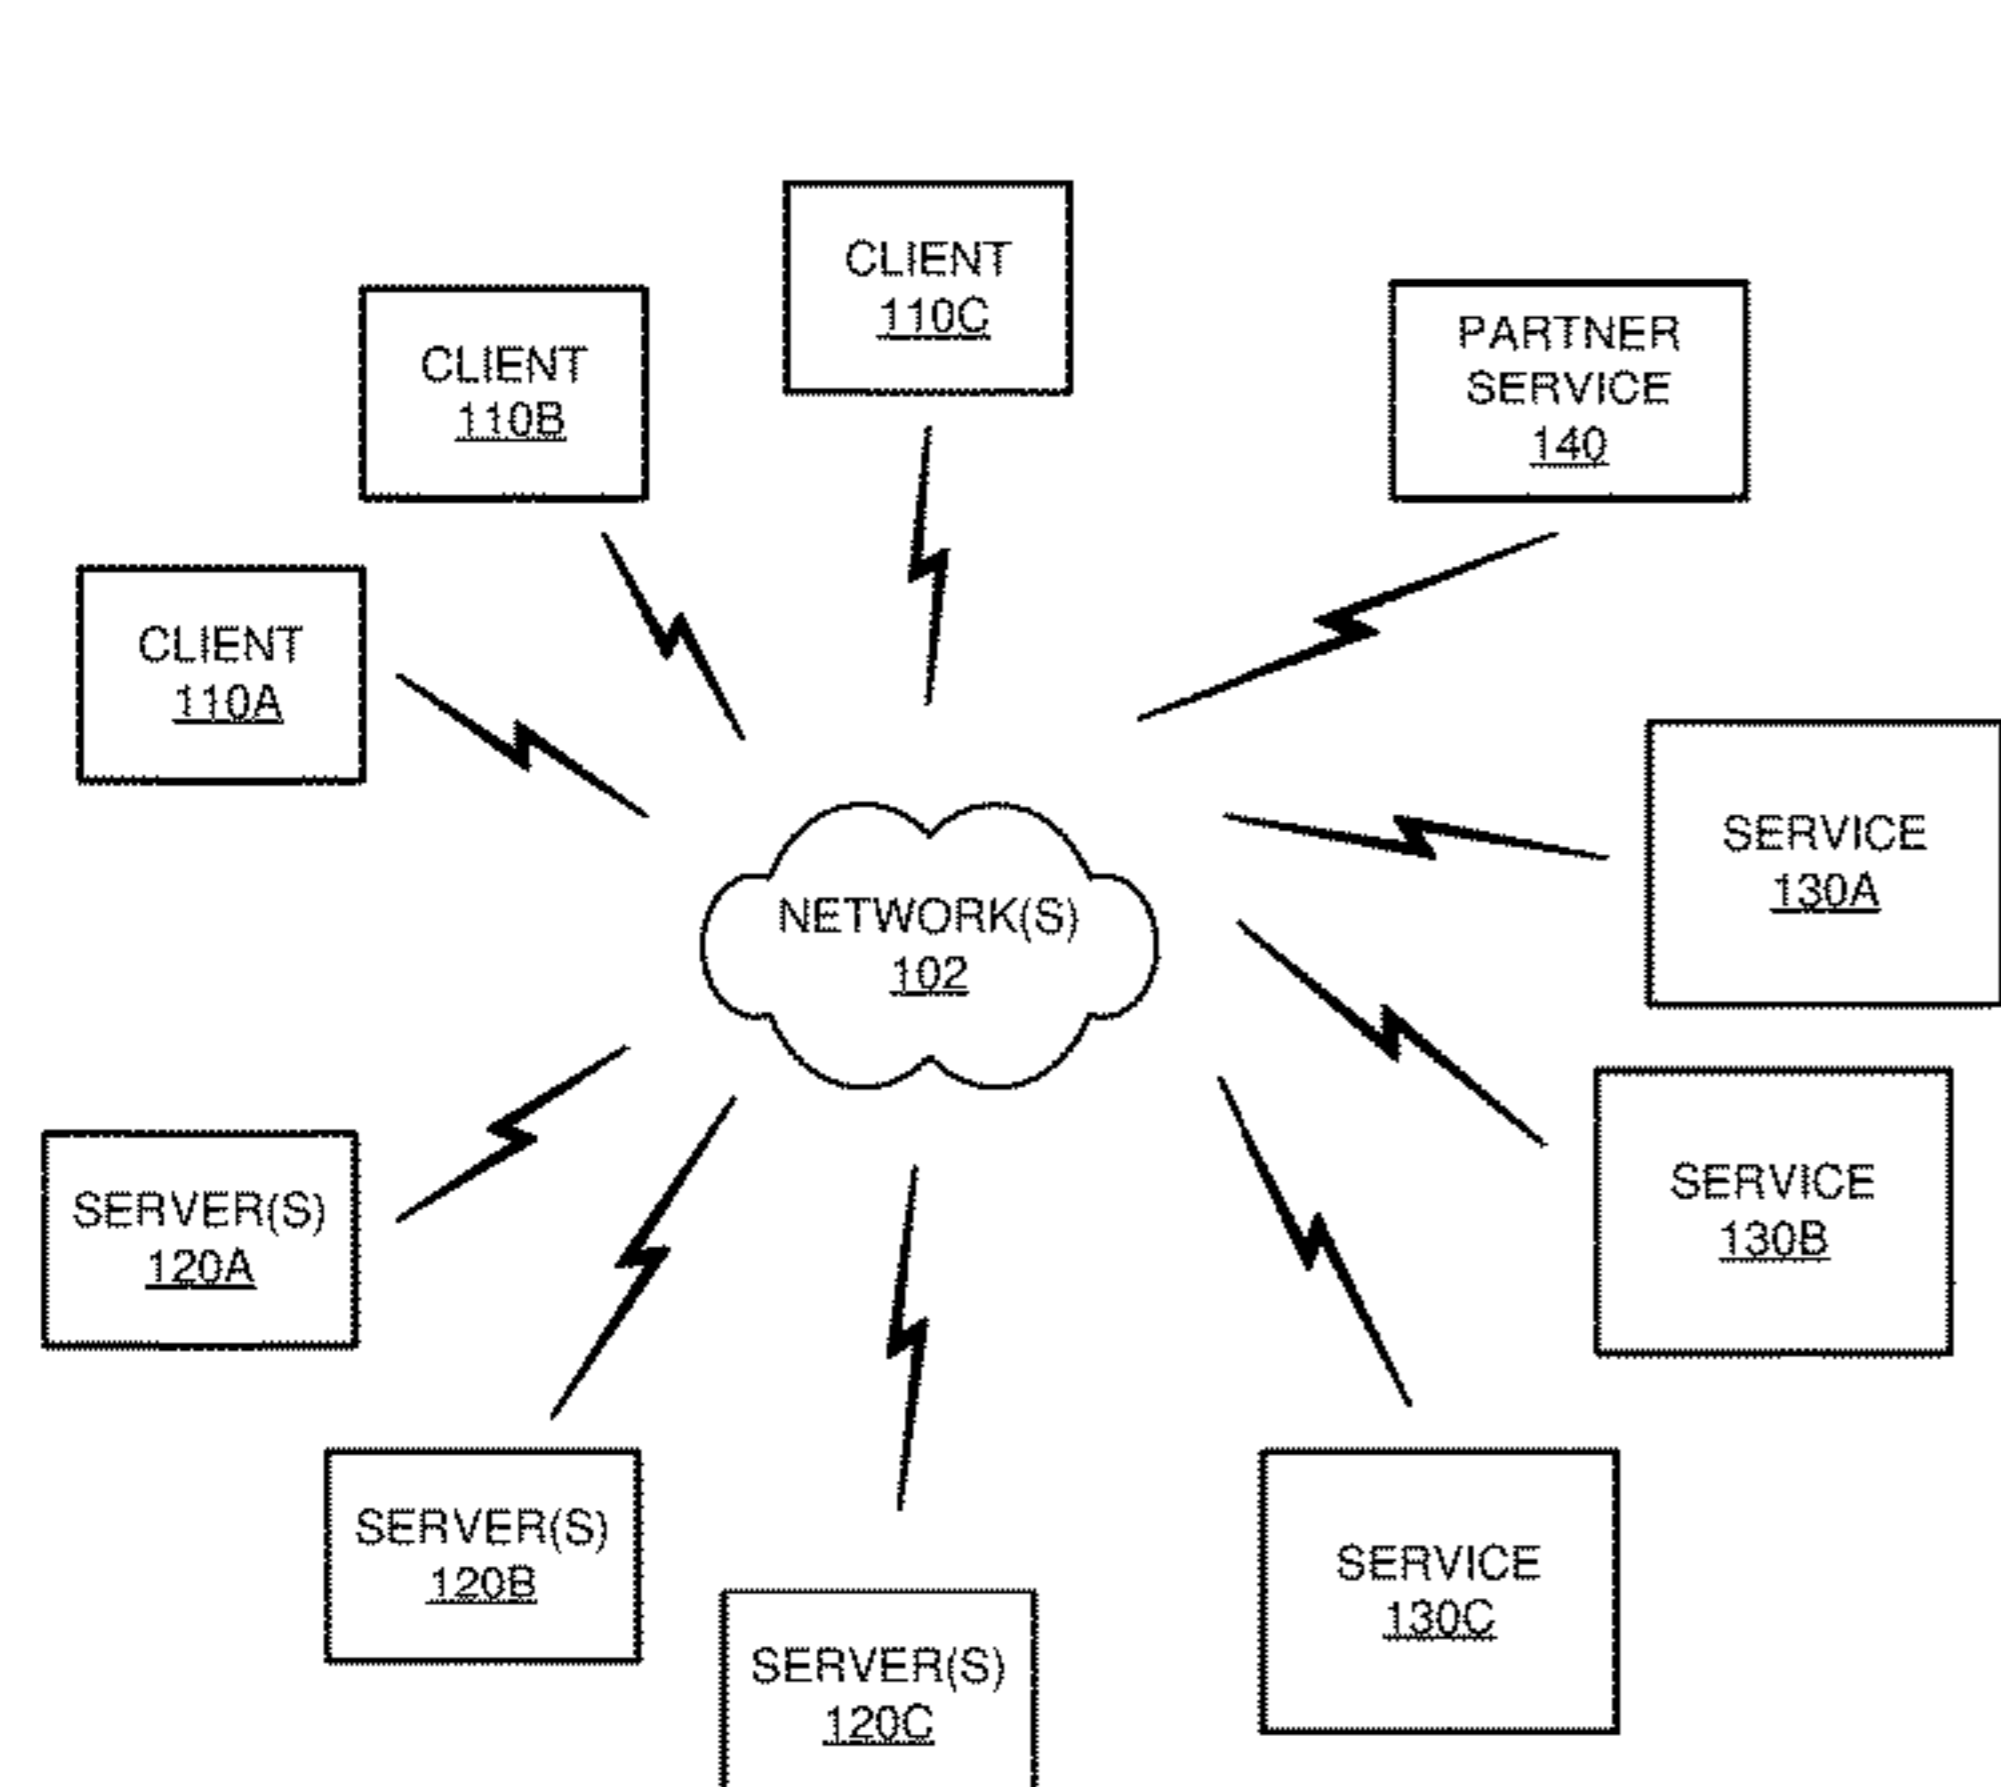 CLIENT
110C
CLIENT
110B
PARTNER
SERVICE
140
CLIENT
110A
SERVICE
130A
NETWORK(S)
102
SERVICE
130B
SERVER(S)
120A
SERVER(S)
120B
SERVICE
130C
SERVER(S)
120C